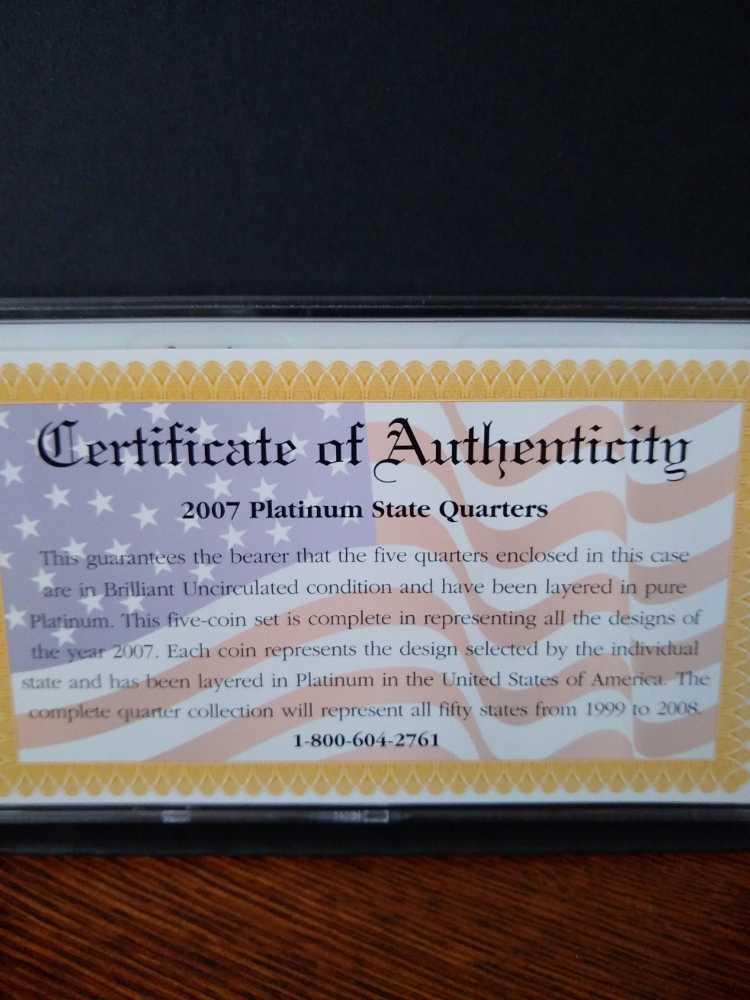 Certificate of Authenticity
2007 Platinum State Quarters
This guarantees the bearer that the five quarters enclosed in this case
are in Brilliant Uncirculated condition and have been layered in pure
Platinum. This five-coin set is complete in representing all the designs of
the year 2007. Each coin represents the design selected by the individual
state and has been layered in Platinum in the United States of America. The
complete quarter collection will represent all fifty states from 1999 to 2008.
1-800-604-2761